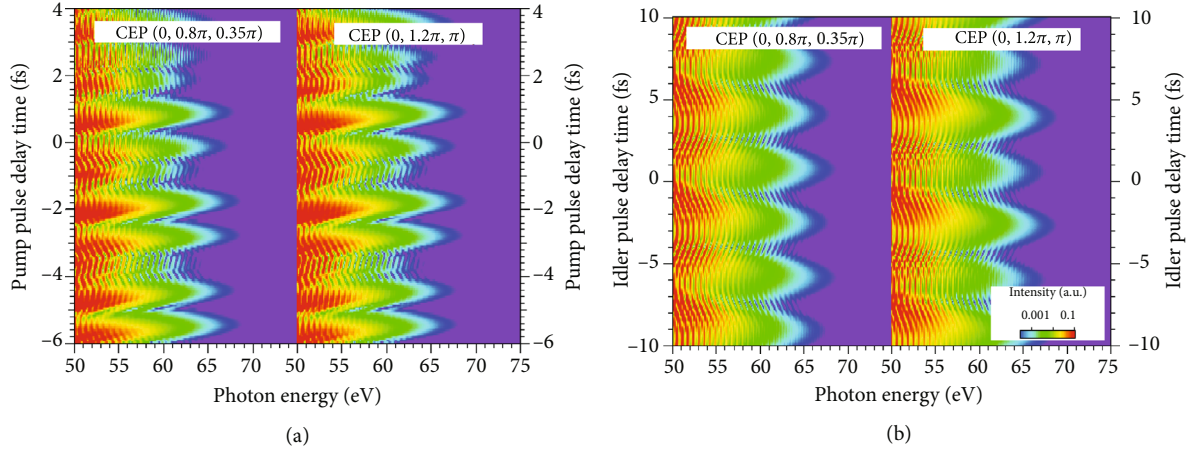 4
2
0
−2
−4
−6
Pump pulse delay time (fs)
CEP (0, 0.8π, 0.35π)
CEP (0, 1.2π, π)
4
2
0
−2
−4
−6
Pump pulse delay time (fs)
50 55 60 65 70 50 55 60 65 70 75
Photon energy (eV)
(a)
10
5
0
−5
−10
Idler pulse delay time (fs)
CEP (0, 0.8π, 0.35π)
CEP (0, 1.2π, π)
Intensity (a.u.)
0.001 0.1
10
5
0
−5
−10
Idler pulse delay time (fs)
50 55 60 65 70 50 55 60 65 70 75
Photon energy (eV)
(b)